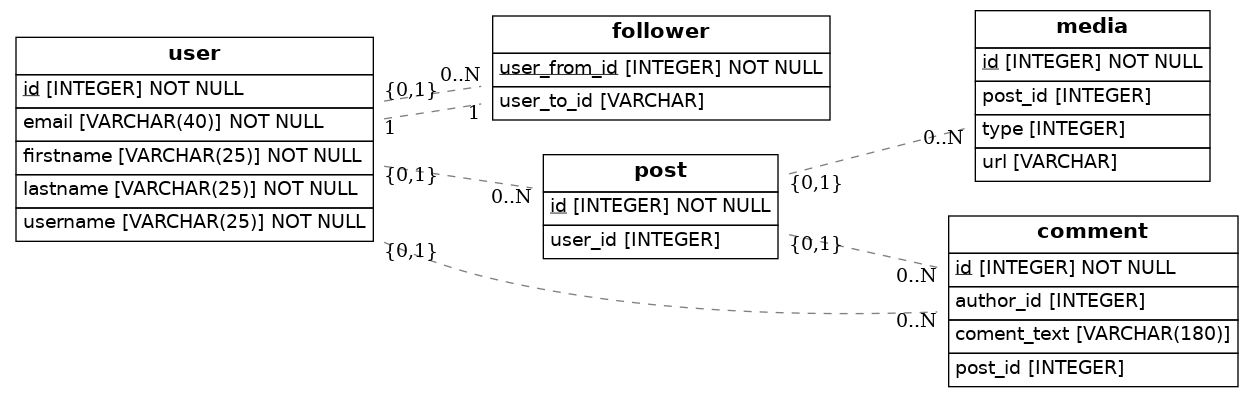 user
id [INTEGER] NOT NULL
email [VARCHAR(40)] NOT NULL
firstname [VARCHAR(25)] NOT NULL
lastname [VARCHAR(25)] NOT NULL
username [VARCHAR(25)] NOT NULL
{0,1}
0..N
1
1
{0,1}
0..N
{0,1}
0..N
follower
user_from_id [INTEGER] NOT NULL
user_to_id [VARCHAR]
post
id [INTEGER] NOT NULL
user_id [INTEGER]
{0,1}
0..N
{0,1}
0..N
media
id [INTEGER] NOT NULL
post_id [INTEGER]
type [INTEGER]
url [VARCHAR]
comment
id [INTEGER] NOT NULL
author_id [INTEGER]
coment_text [VARCHAR(180)]
post_id [INTEGER]